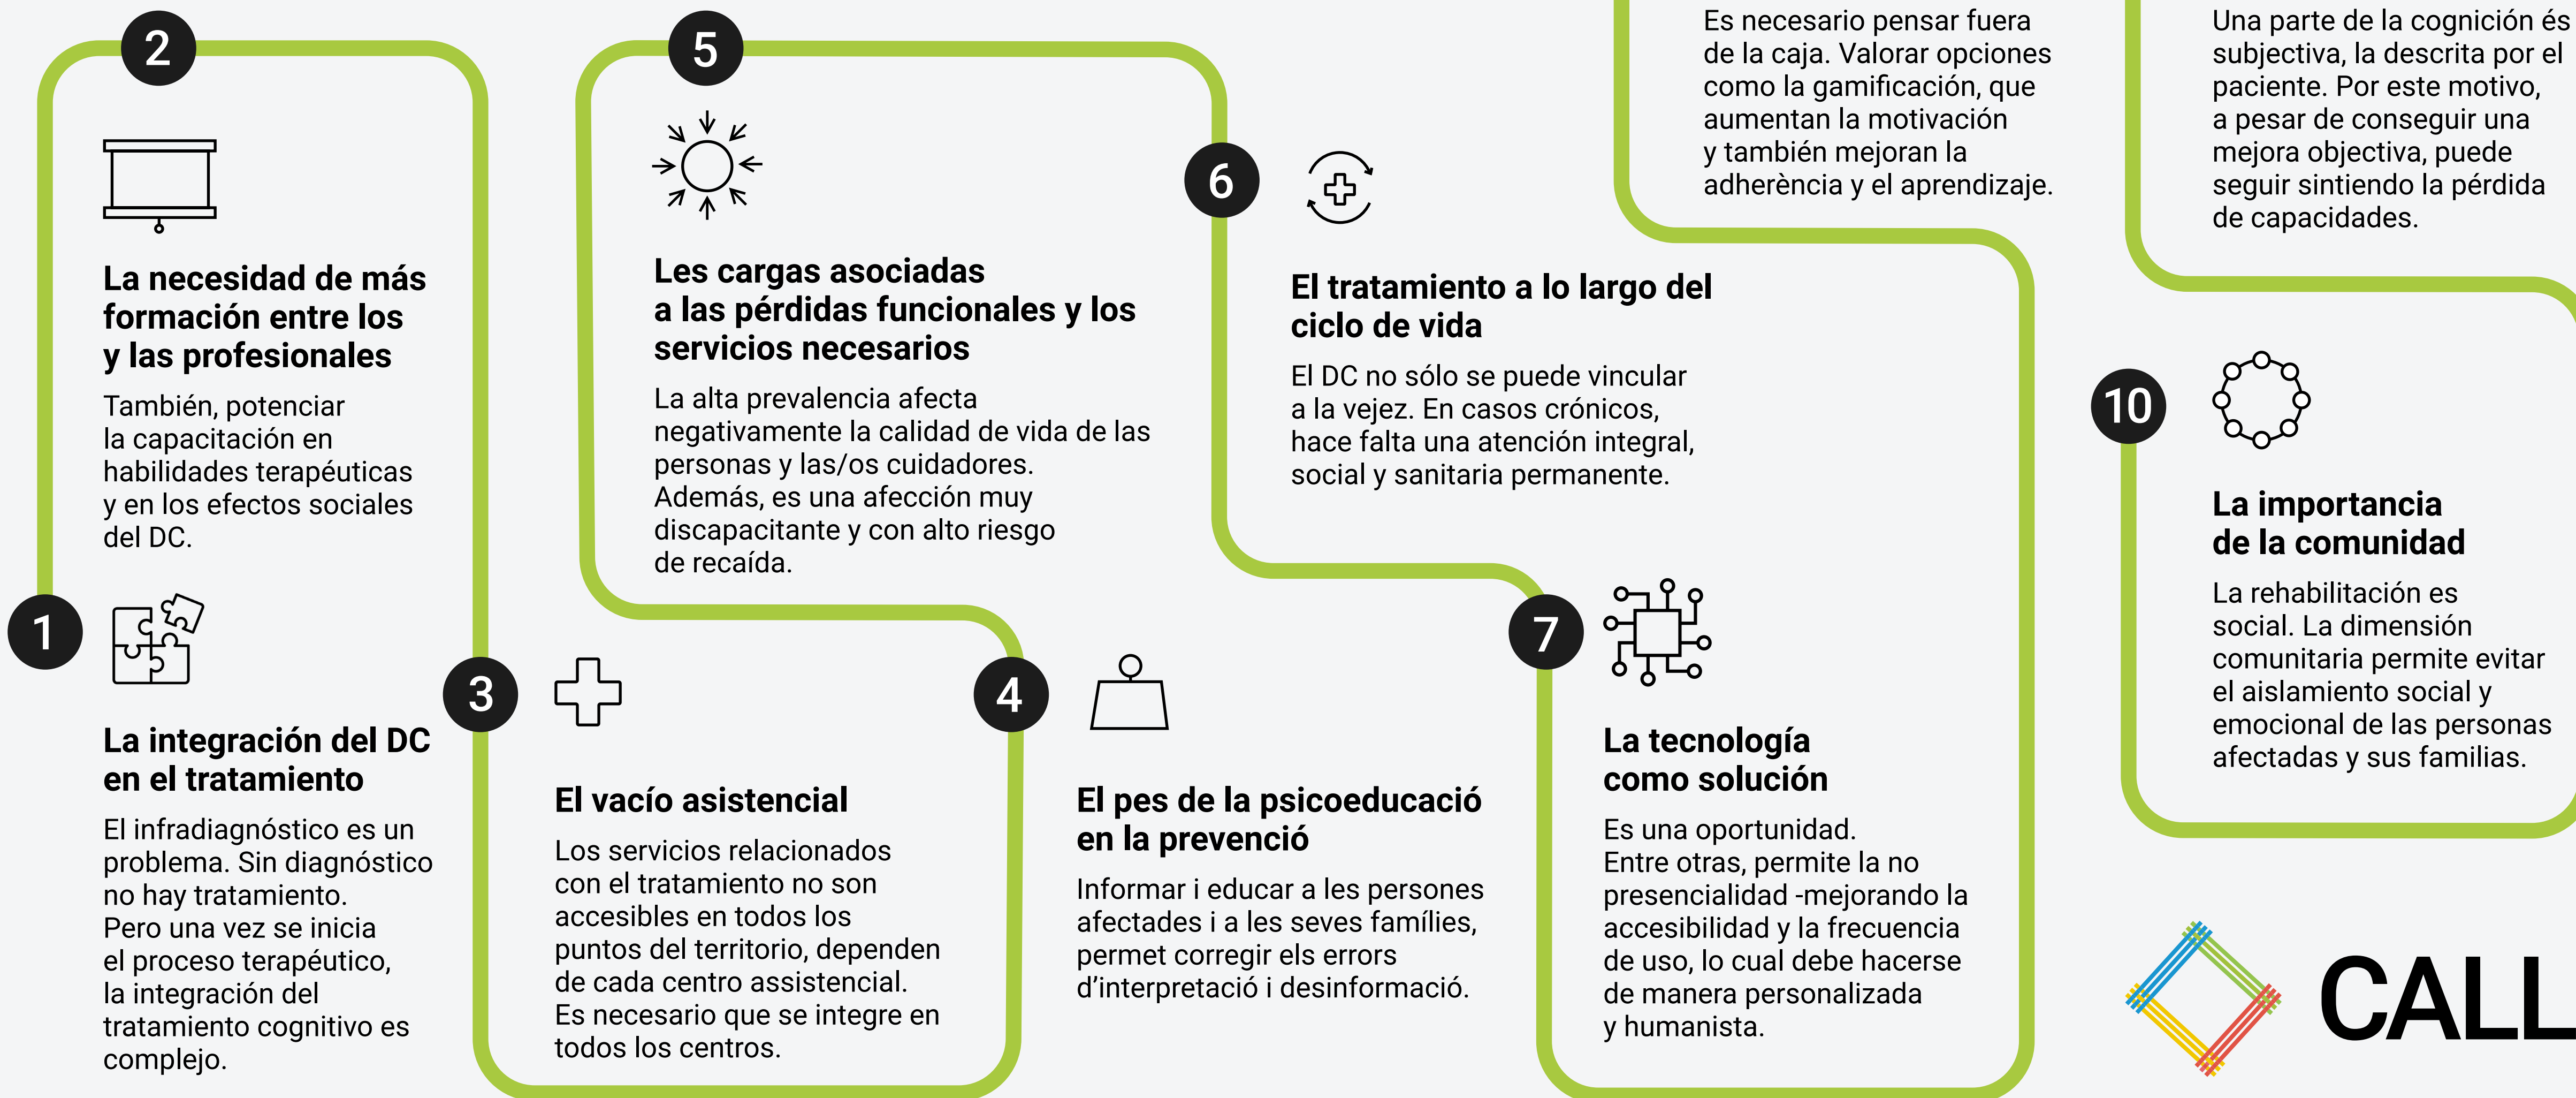 1
La integración del DC
en el tratamiento
El infradiagnóstico es un
problema. Sin diagnóstico
no hay tratamiento.
Pero una vez se inicia
el proceso terapéutico,
la integración del
tratamiento cognitivo es
complejo.
2
La necesidad de más
formación entre los
y las profesionales
También, potenciar
la capacitación en
habilidades terapéuticas
y en los efectos sociales
del DC.
3
El vacío asistencial
Los servicios relacionados
con el tratamiento no son
accesibles en todos los
puntos del territorio, dependen
de cada centro assistencial.
Es necesario que se integre en
todos los centros.
4
El pes de la psicoeducació
en la prevenció
Informar i educar a les persones
afectades i a les seves famílies,
permet corregir els errors
d’interpretació i desinformació.
5
Les cargas asociadas
a las pérdidas funcionales y los
servicios necesarios
La alta prevalencia afecta
negativamente la calidad de vida de las
personas y las/os cuidadores.
Además, es una afección muy
discapacitante y con alto riesgo
de recaída.
6
El tratamiento a lo largo del
ciclo de vida
El DC no sólo se puede vincular
a la vejez. En casos crónicos,
hace falta una atención integral,
social y sanitaria permanente.
7
La tecnología
como solución
Es una oportunidad.
Entre otras, permite la no
presencialidad -mejorando la
accesibilidad y la frecuencia
de uso, lo cual debe hacerse
de manera personalizada
y humanista.
Es necesario pensar fuera
de la caja. Valorar opciones
como la gamificación, que
aumentan la motivación
y también mejoran la
adherència y el aprendizaje.
Una parte de la cognición és
subjectiva, la descrita por el
paciente. Por este motivo,
a pesar de conseguir una
mejora objectiva, puede
seguir sintiendo la pérdida
de capacidades.
10
La importancia
de la comunidad
La rehabilitación es
social. La dimensión
comunitaria permite evitar
el aislamiento social y
emocional de las personas
afectadas y sus familias.
CALL